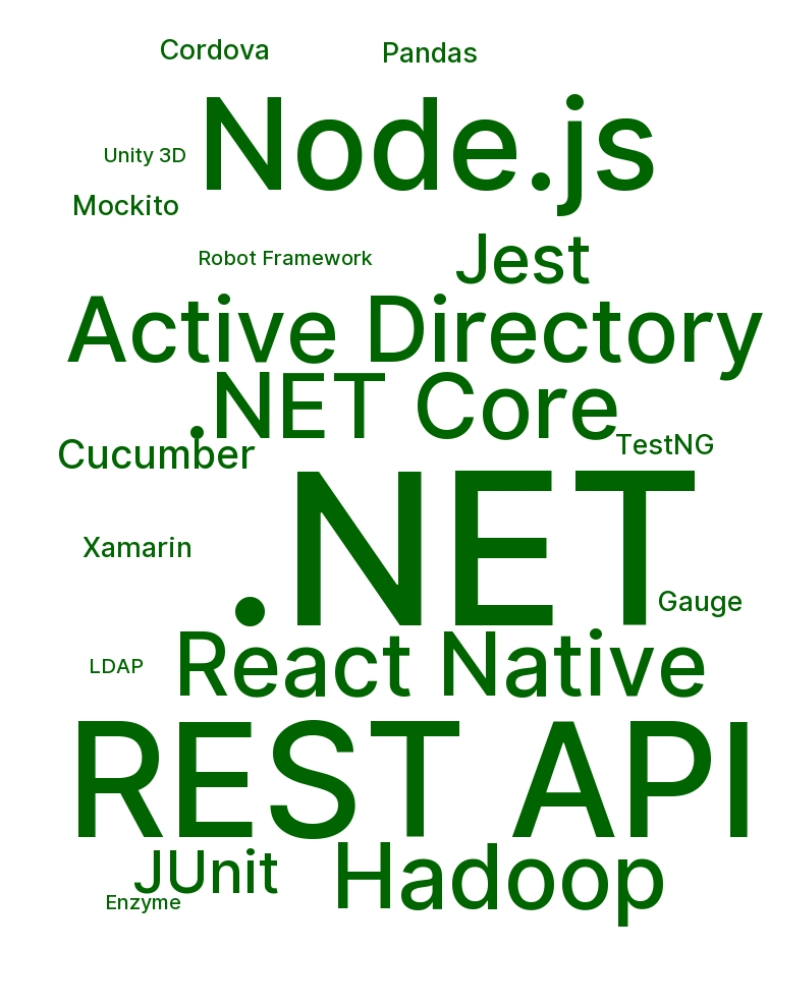 Cordova
Pandas
Node.js
Unity 3D
Mockito
Robot Framework
Jest
Active Directory
.NET Core
TestNG
Cucumber
.NET
Xamarin
Gauge
React Native
LDAP
REST API
JUnit
Hadoop
Enzyme